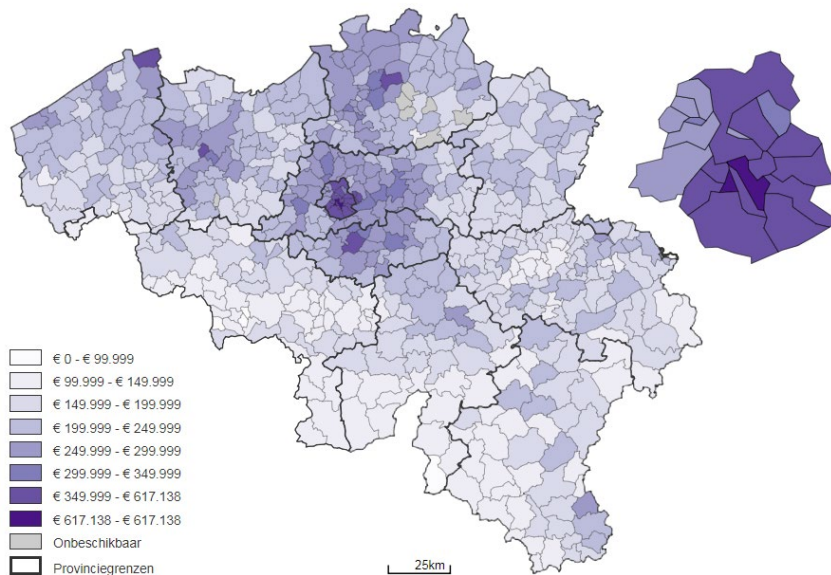 € 0 - € 99.999
€ 99.999 - € 149.999
€ 149.999 - € 199.999
€ 199.999 - € 249.999
€ 249.999 - € 299.999
€ 299.999 - € 349.999
€ 349.999 - € 617.138
€ 617.138 - € 617.138
Onbeschikbaar
Provinciegrenzen
25km